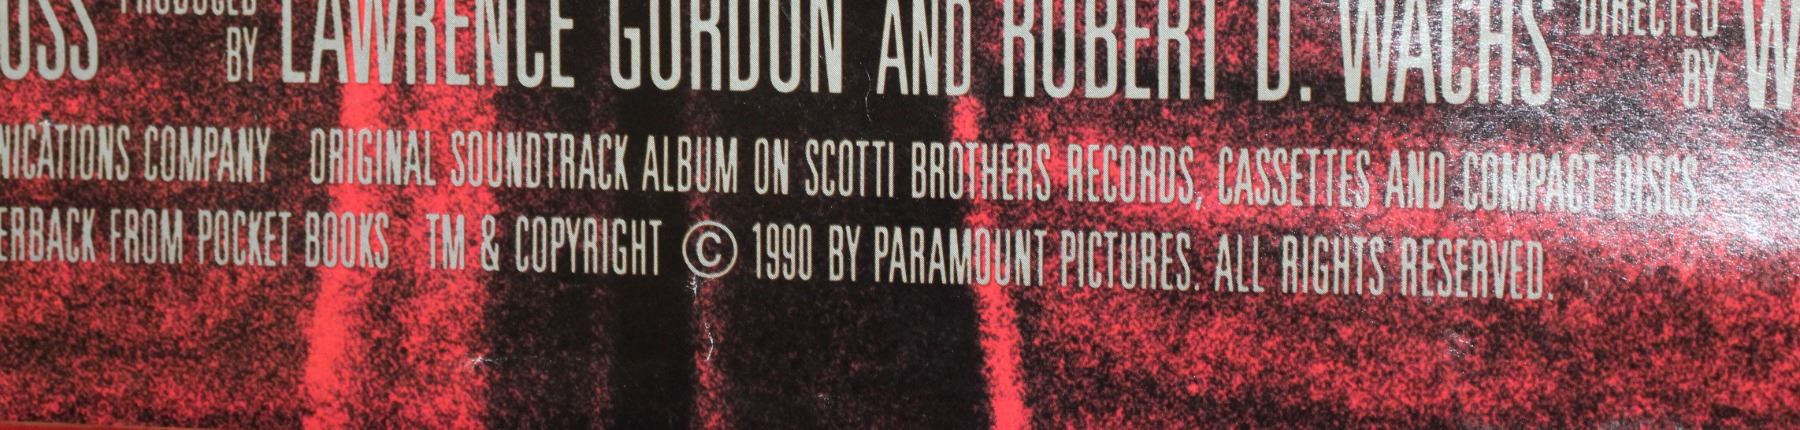 PRODUCED DIRECTED
OSS BY LAWRENCE GORDON AND ROBERT D. WACHS BY W
NICATIONS COMPANY ORIGINAL SOUNDTRACK ALBUM ON SCOTTI BROTHERS RECORDS, CASSETTES AND COMPACT DISCS
ERBACK FROM POCKET BOOKS TM & COPYRIGHT © 1990 BY PARAMOUNT PICTURES. ALL RIGHTS RESERVED.